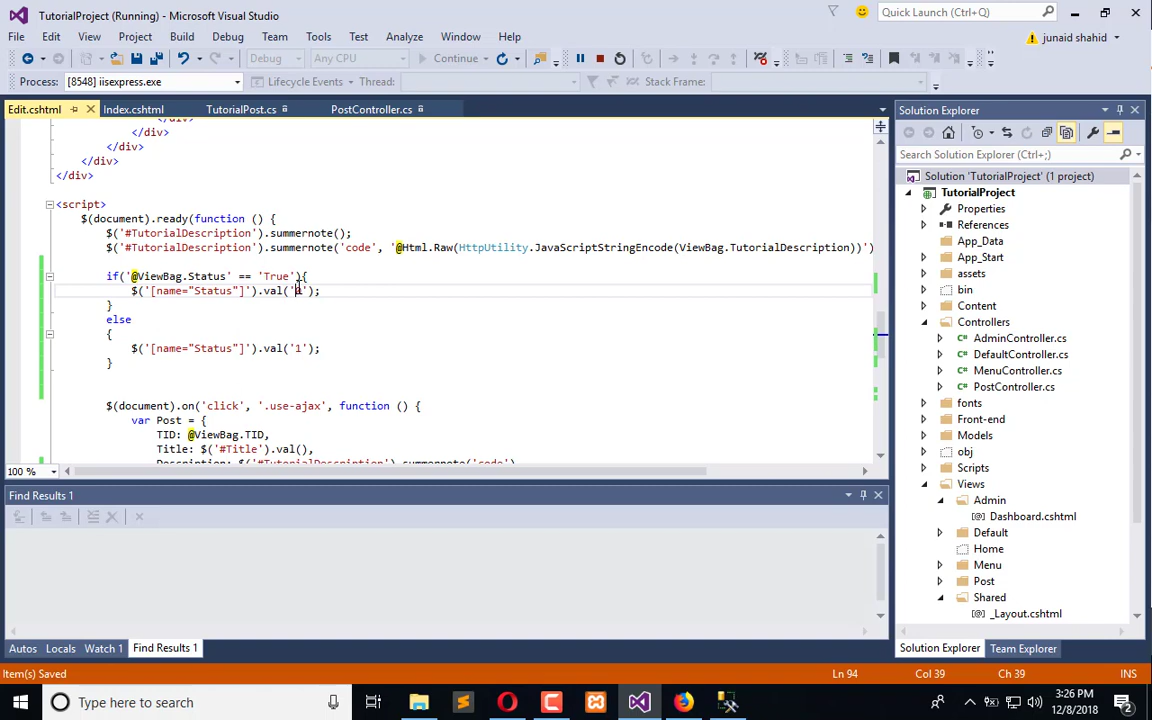 TutorialProject (Running) - Microsoft Visual Studio
Quick Launch (Ctrl+Q)
File Edit View Project Build Debug Team Tools Test Analyze Window Help
junaid shahid
Debug Any CPU Continue
Process: [8548] iisexpress.exe Lifecycle Events Thread: Stack Frame:
Edit.cshtml Index.cshtml TutorialPost.cs PostController.cs
</div>
</div>
</div>
</div>
</div>
<script>
$(document).ready(function () {
$('#TutorialDescription').summernote();
$('#TutorialDescription').summernote('code', '@Html.Raw(HttpUtility.JavaScriptStringEncode(ViewBag.TutorialDescription))')
if('@ViewBag.Status' == 'True'){
$('[name="Status"]').val('0');
}
else
{
$('[name="Status"]').val('1');
}
$(document).on('click', '.use-ajax', function () {
var Post = {
TID: @ViewBag.TID,
Title: $('#Title').val(),
Description: $('#TutorialDescription').summernote('code')
100 %
Find Results 1
Autos Locals Watch 1 Find Results 1
Solution Explorer
Search Solution Explorer (Ctrl+;)
Solution 'TutorialProject' (1 project)
TutorialProject
Properties
References
App_Data
App_Start
assets
bin
Controllers
C# AdminController.cs
C# DefaultController.cs
C# MenuController.cs
C# PostController.cs
fonts
Front-end
Models
obj
Scripts
Views
Admin
[@] Dashboard.cshtml
Default
Home
Menu
Post
Shared
[@] _Layout.cshtml
Solution Explorer Team Explorer
Item(s) Saved Ln 94 Col 39 Ch 39 INS
Type here to search
3:26 PM
12/8/2018
2